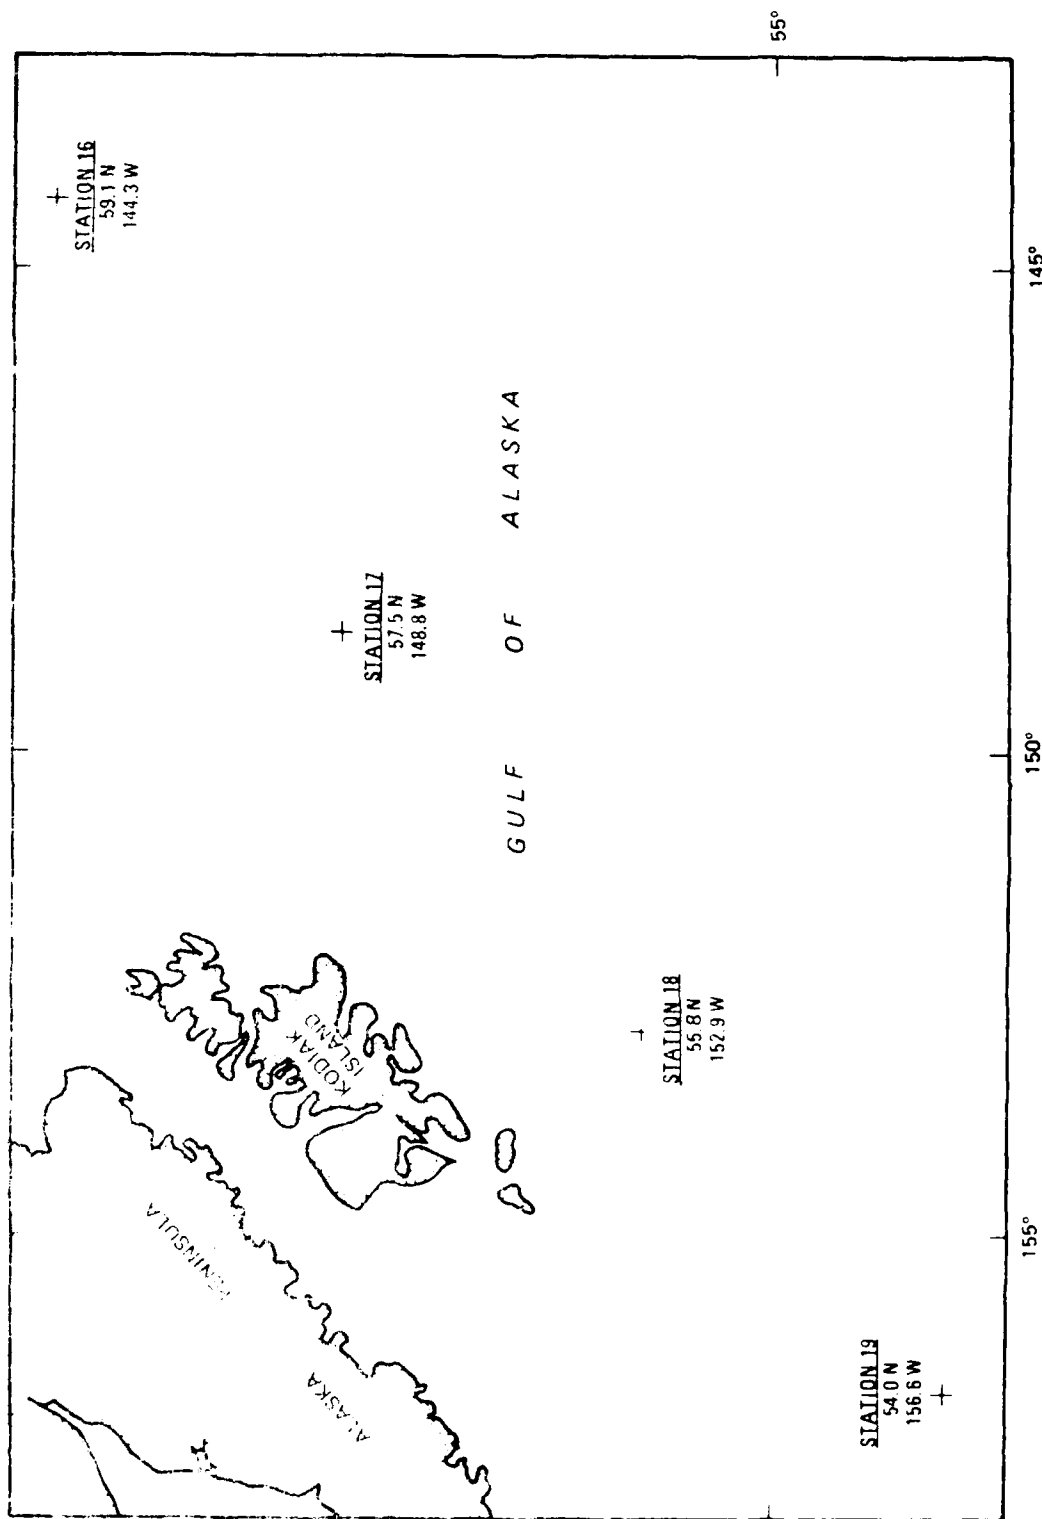 STATION 16
59.1 N
144.3 W
STATION 17
57.5 N
148.8 W
GULF OF ALASKA
KODIAK
ISLAND
STATION 18
55.8 N
152.9 W
ALASKA PENINSULA
STATION 19
54.0 N
156.6 W
55°
155°
150°
145°